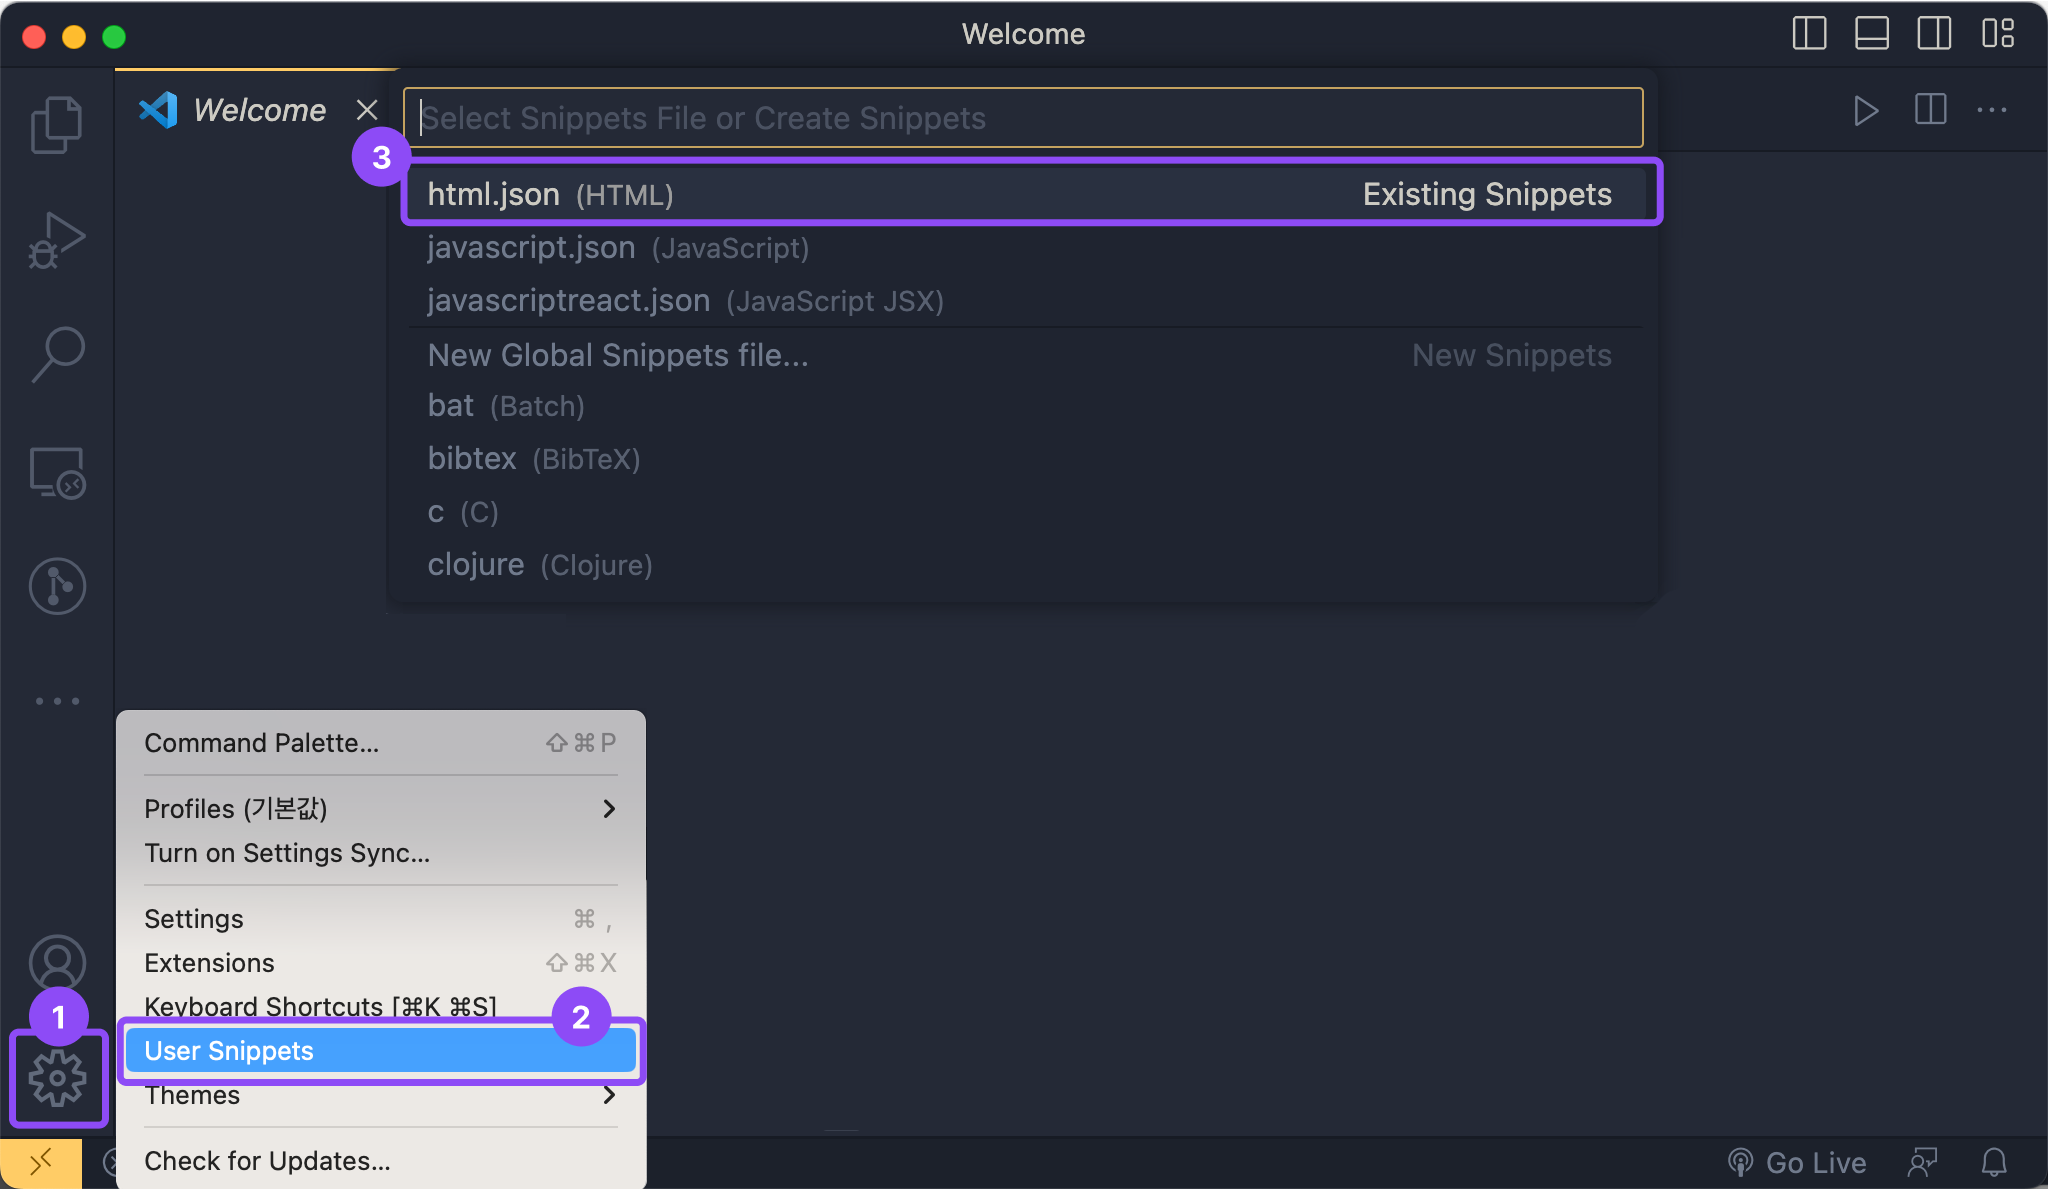 Welcome
Welcome
Select Snippets File or Create Snippets
3
html.json (HTML) Existing Snippets
javascript.json (JavaScript)
javascriptreact.json (JavaScript JSX)
New Global Snippets file... New Snippets
bat (Batch)
bibtex (BibTeX)
c (C)
clojure (Clojure)
Command Palette... ⇧⌘P
Profiles (기본값)
Turn on Settings Sync...
Settings ⌘ ,
Extensions ⇧⌘X
Keyboard Shortcuts [⌘K ⌘S]
1
2
User Snippets
Themes
Check for Updates...
Go Live